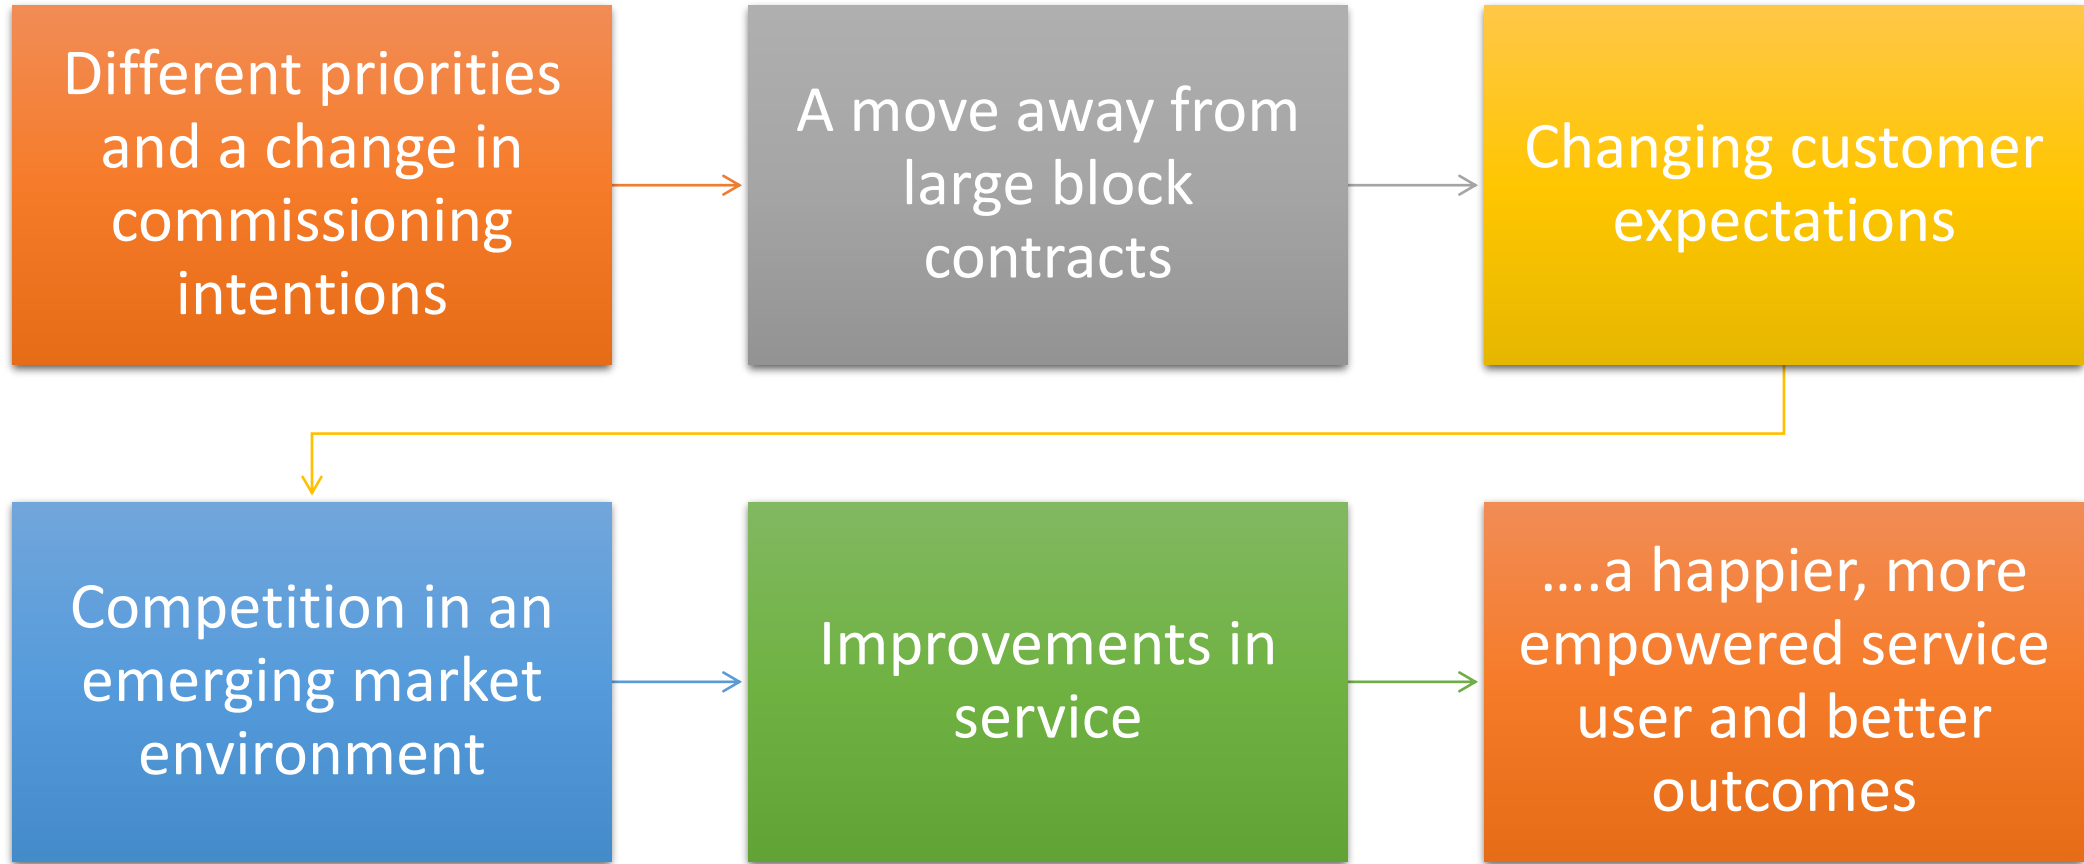 Different priorities
and a change in
commissioning
intentions
A move away from
large block
contracts
Changing customer
expectations
Competition in an
emerging market
environment
Improvements in
service
….a happier, more
empowered service
user and better
outcomes